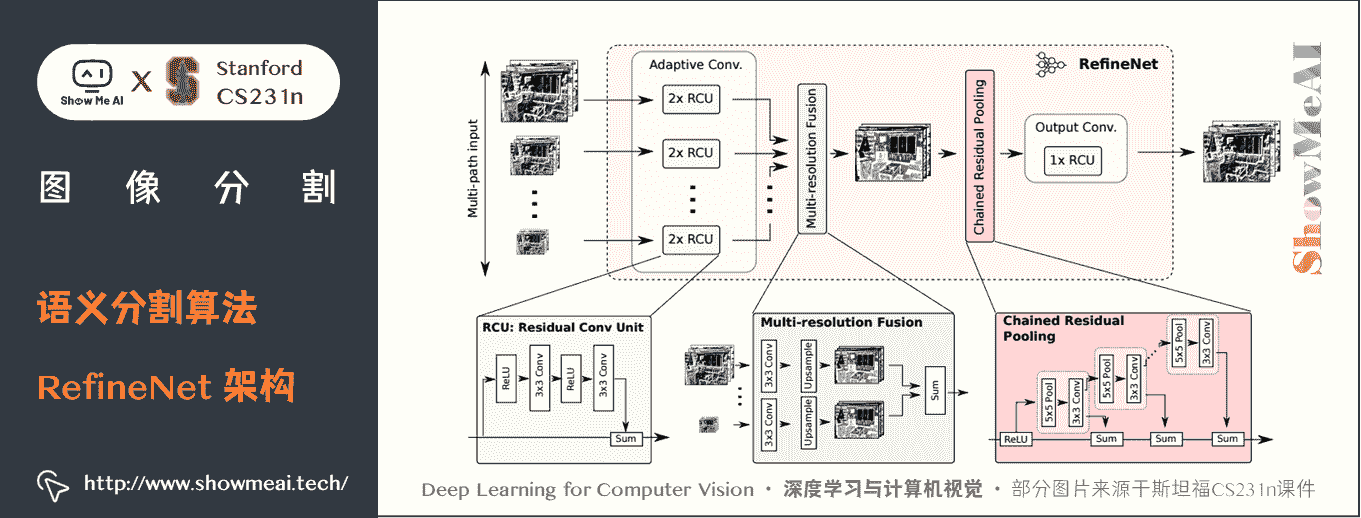 Show Me AI
X
Stanford
CS231n
图像分割
语义分割算法
RefineNet 架构
http://www.showmeai.tech/
Multi-path input
Adaptive Conv.
2x RCU
2x RCU
2x RCU
Multi-resolution Fusion
Chained Residual Pooling
RefineNet
Output Conv.
1x RCU
ShowMeAI
RCU: Residual Conv Unit
ReLU
3x3 Conv
ReLU
3x3 Conv
Sum
Multi-resolution Fusion
3x3 Conv
Upsample
3x3 Conv
Upsample
Sum
Chained Residual
Pooling
ReLU
5x5 Pool
3x3 Conv
5x5 Pool
3x3 Conv
5x5 Pool
3x3 Conv
Sum
Sum
Sum
Deep Learning for Computer Vision · 深度学习与计算机视觉 · 部分图片来源于斯坦福CS231n课件